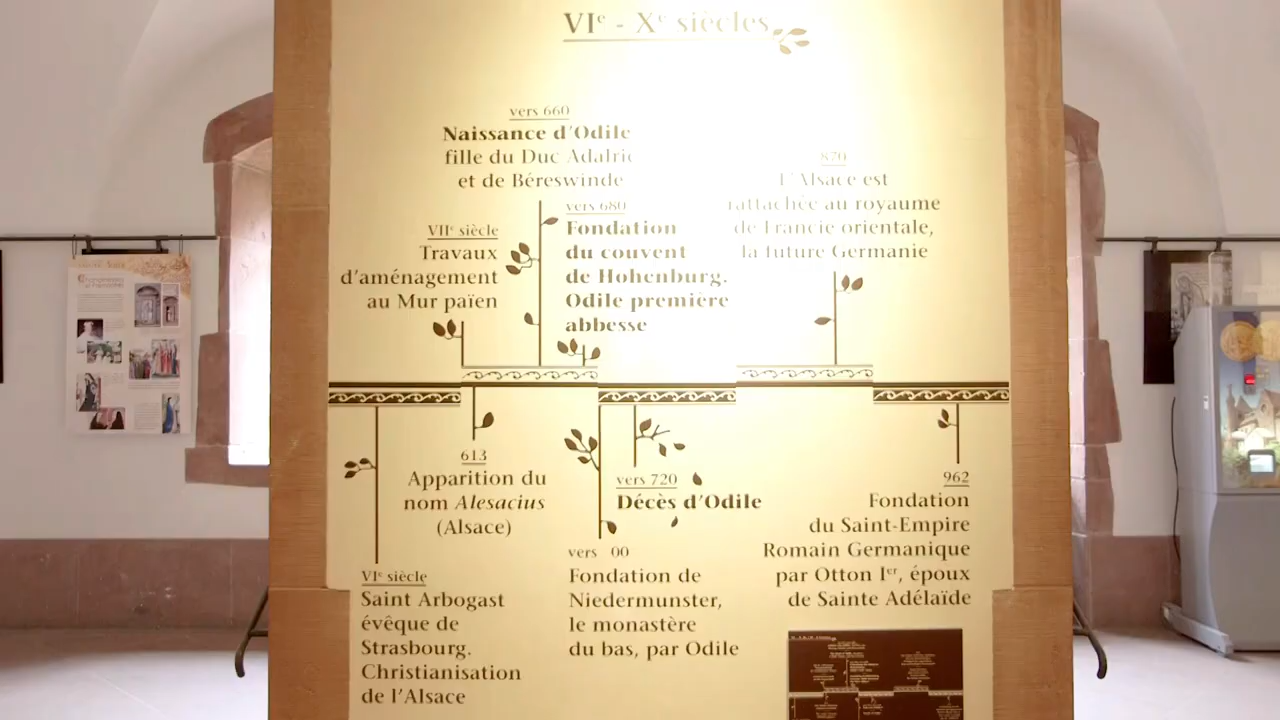 VIe - Xe siècles
vers 660
Naissance d'Odile
fille du Duc Adalric
et de Béreswinde
870
L'Alsace est
rattachée au royaume
de Francie orientale,
la future Germanie
vers 680
Fondation
du couvent
de Hohenburg.
Odile première
abbesse
VIIe siècle
Travaux
d'aménagement
au Mur païen
613
Apparition du
nom Alesacius
(Alsace)
vers 720
Décès d'Odile
962
Fondation
du Saint-Empire
Romain Germanique
par Otton Ier, époux
de Sainte Adélaïde
vers 00
Fondation de
Niedermunster,
le monastère
du bas, par Odile
VIe siècle
Saint Arbogast
évêque de
Strasbourg.
Christianisation
de l'Alsace